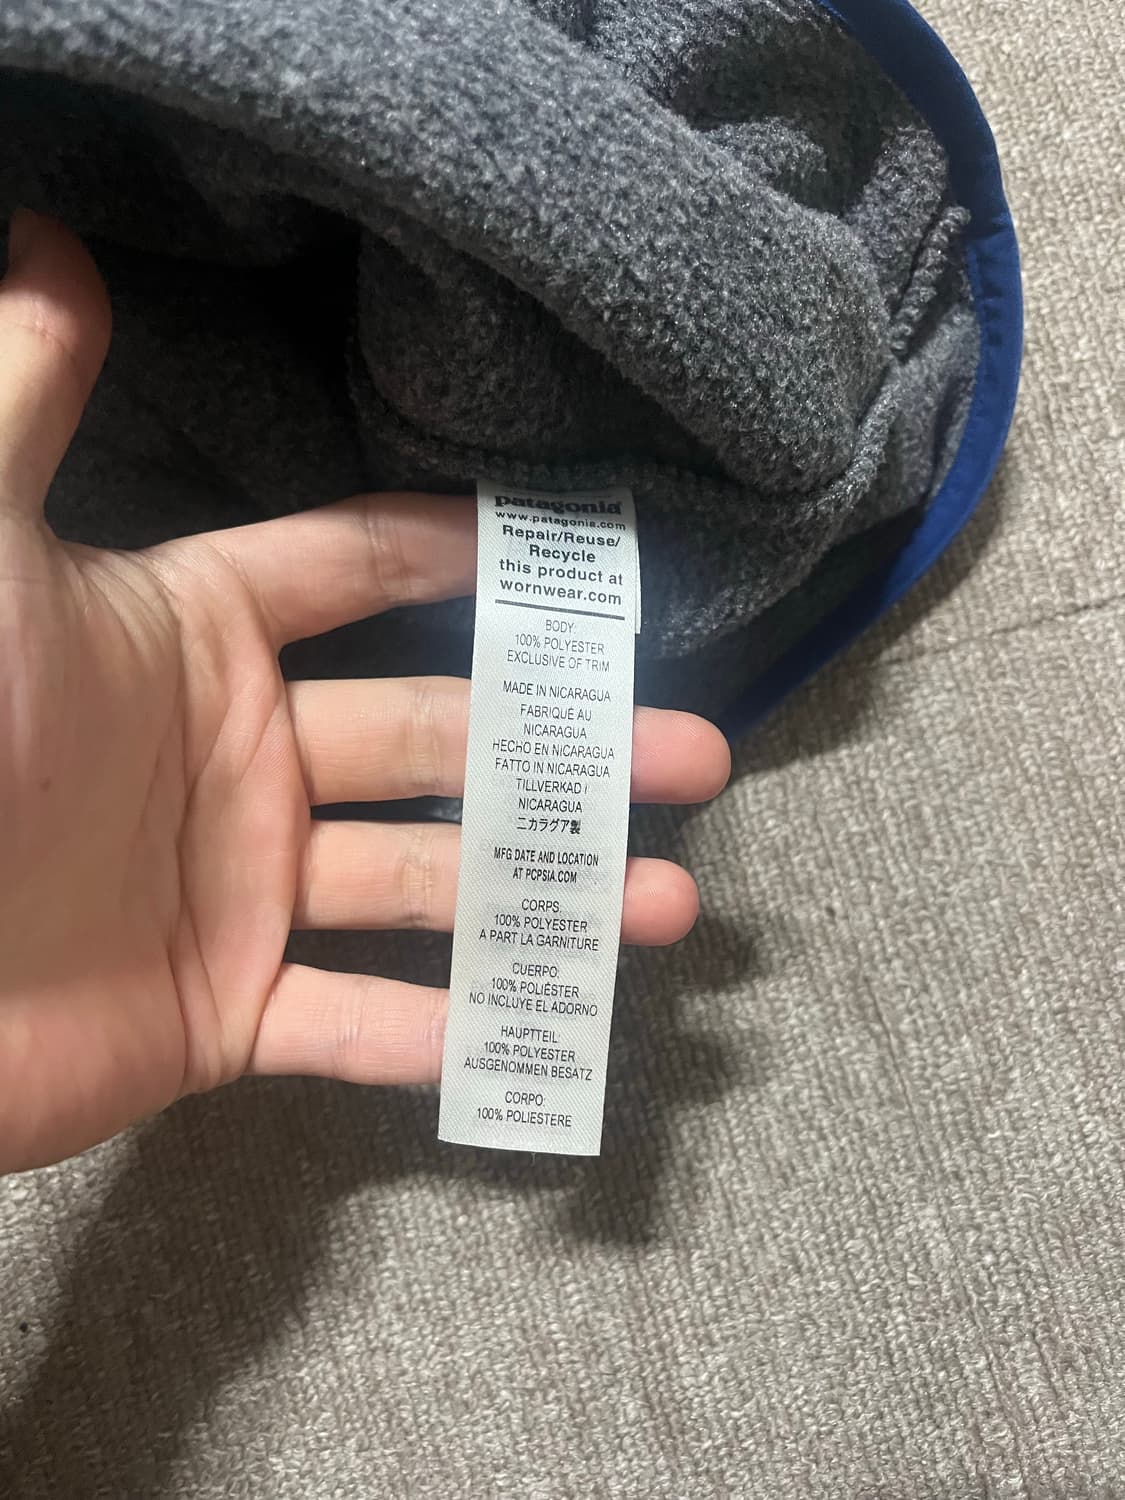 patagonia
www.patagonia.com
Repair/Reuse/
Recycle
this product at
wornwear.com
BODY:
100% POLYESTER
EXCLUSIVE OF TRIM
MADE IN NICARAGUA
FABRIQUÉ AU
NICARAGUA
HECHO EN NICARAGUA
FATTO IN NICARAGUA
TILLVERKAD I
NICARAGUA
ニカラグア製
MFG DATE AND LOCATION
AT PCPSIA.COM
CORPS:
100% POLYESTER
A PART LA GARNITURE
CUERPO:
100% POLIÉSTER
NO INCLUYE EL ADORNO
HAUPTTEIL:
100% POLYESTER
AUSGENOMMEN BESATZ
CORPO:
100% POLIESTERE